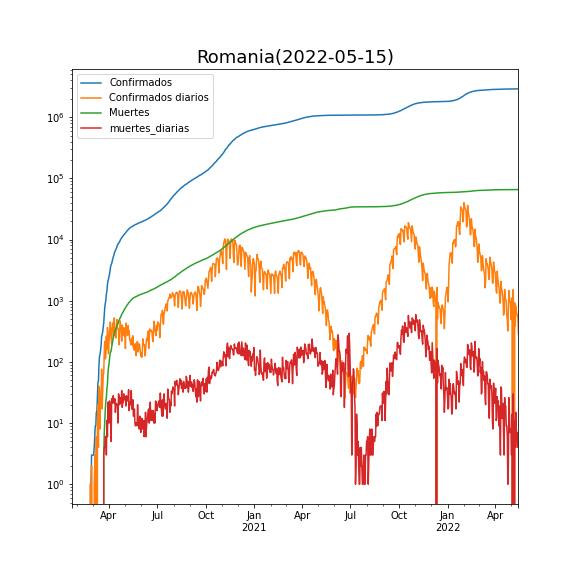 Romania(2022-05-15)
Confirmados
Confirmados diarios
Muertes
muertes_diarias
10^6
10^5
10^4
10^3
10^2
10^1
10^0
Apr Jul Oct Jan Apr Jul Oct Jan Apr
2021 2022